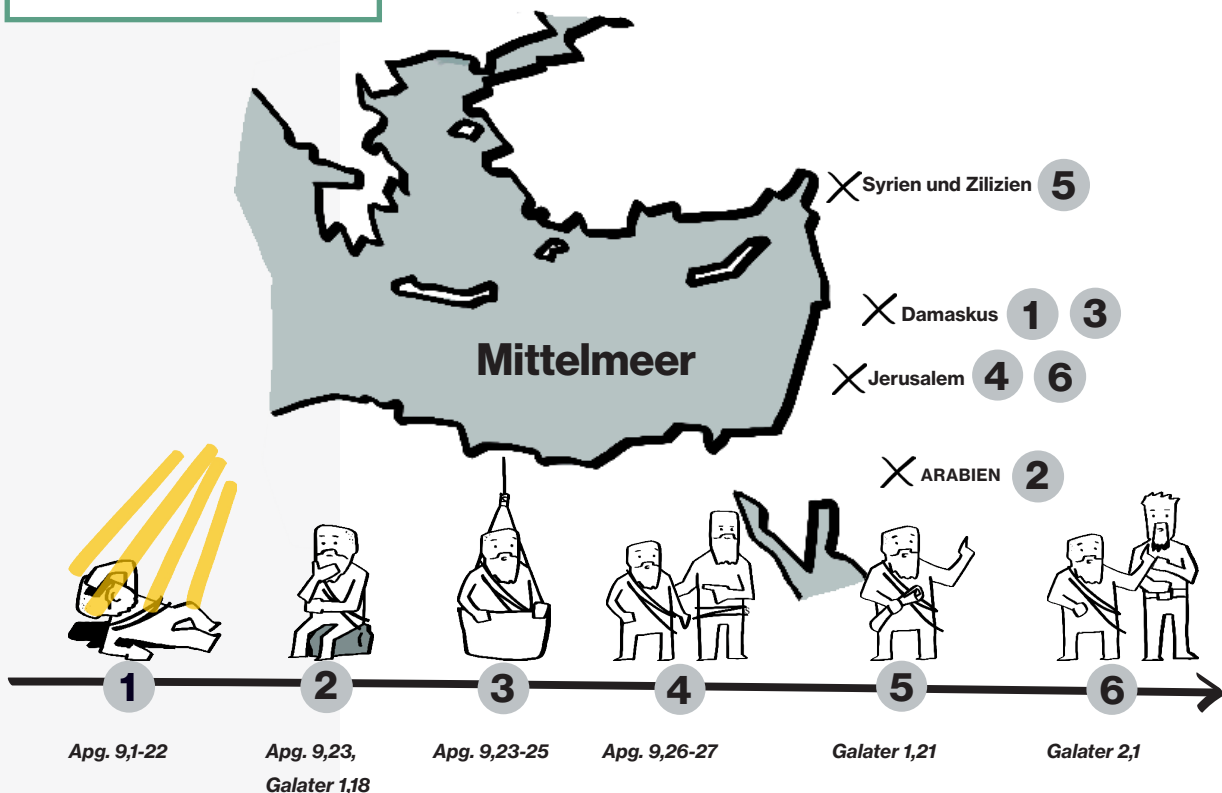 Syrien und Zilizien 5
Damaskus 1 3
Mittelmeer
Jerusalem 4 6
ARABIEN 2
1 2 3 4 5 6
Apg. 9,1-22 Apg. 9,23, Apg. 9,23-25 Apg. 9,26-27 Galater 1,21 Galater 2,1
Galater 1,18